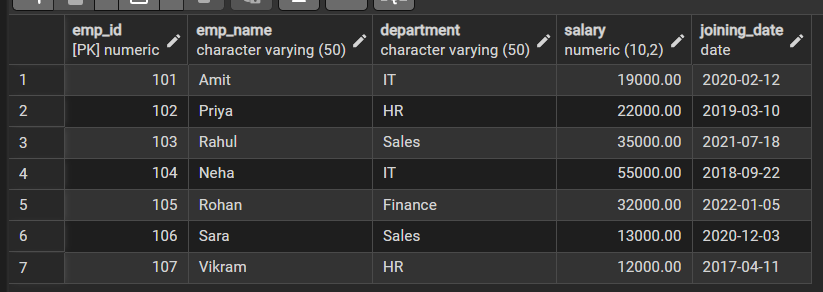 emp_id emp_name department salary joining_date
[PK] numeric character varying (50) character varying (50) numeric (10,2) date
1 101 Amit IT 19000.00 2020-02-12
2 102 Priya HR 22000.00 2019-03-10
3 103 Rahul Sales 35000.00 2021-07-18
4 104 Neha IT 55000.00 2018-09-22
5 105 Rohan Finance 32000.00 2022-01-05
6 106 Sara Sales 13000.00 2020-12-03
7 107 Vikram HR 12000.00 2017-04-11